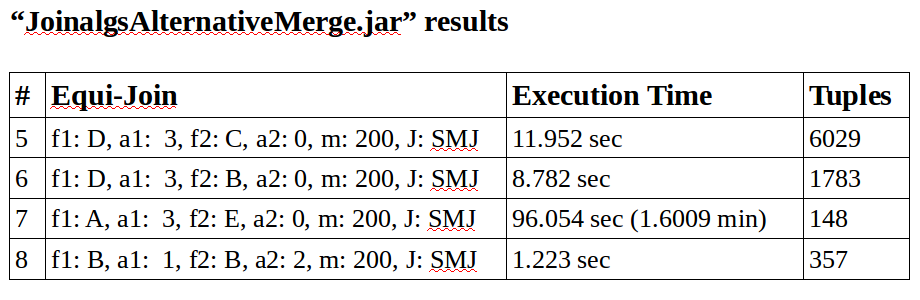 “JoinalgsAlternativeMerge.jar” results
# Equi-Join Execution Time Tuples
5 f1: D, a1: 3, f2: C, a2: 0, m: 200, J: SMJ 11.952 sec 6029
6 f1: D, a1: 3, f2: B, a2: 0, m: 200, J: SMJ 8.782 sec 1783
7 f1: A, a1: 3, f2: E, a2: 0, m: 200, J: SMJ 96.054 sec (1.6009 min) 148
8 f1: B, a1: 1, f2: B, a2: 2, m: 200, J: SMJ 1.223 sec 357